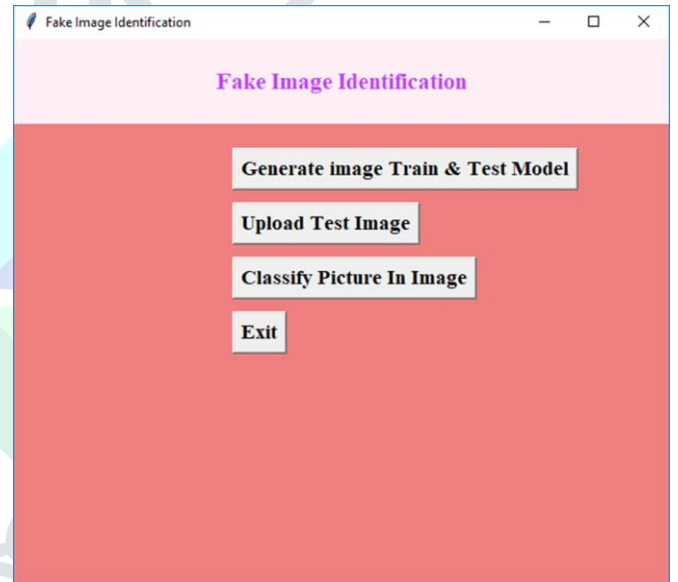 Fake Image Identification
Fake Image Identification
Generate image Train & Test Model
Upload Test Image
Classify Picture In Image
Exit